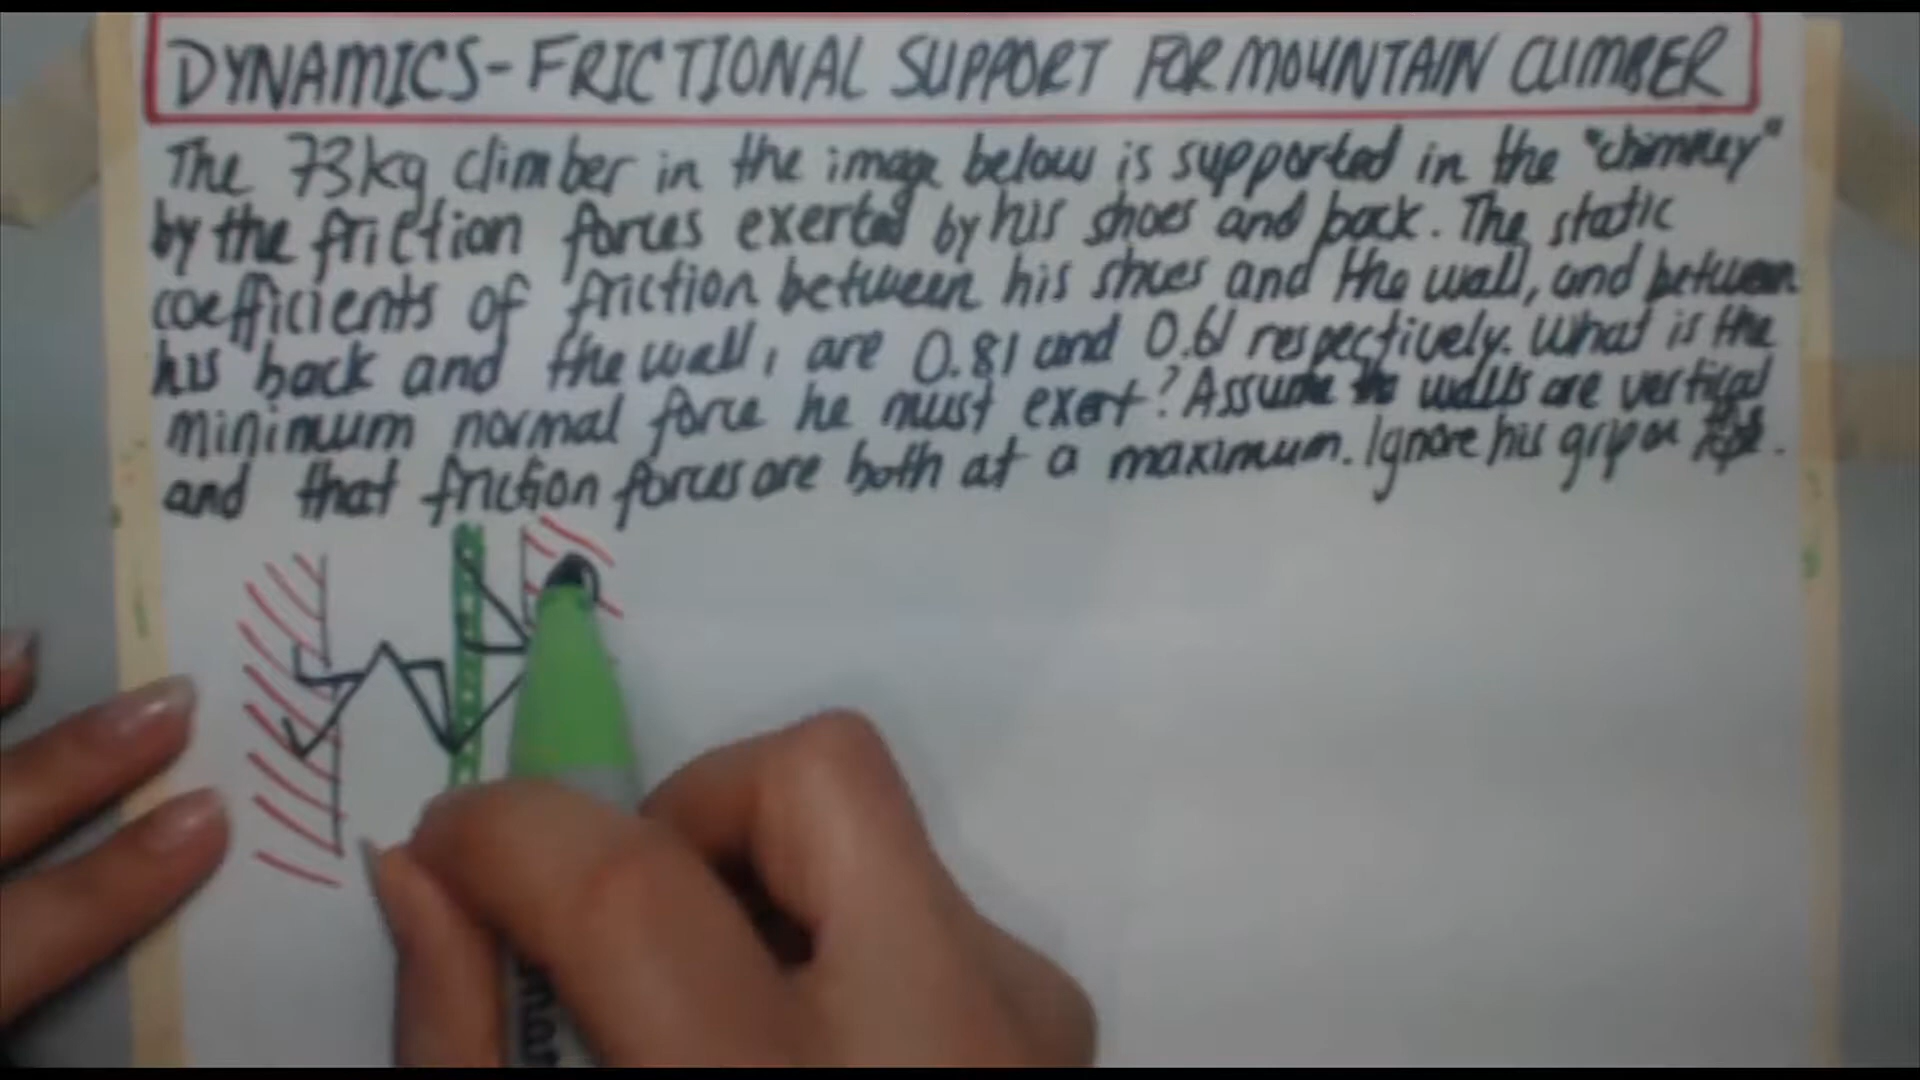 DYNAMICS-FRICTIONAL SUPPORT FOR MOUNTAIN CLIMBER
The 73kg climber in the image below is supported in the "chimney"
by the friction forces exerted by his shoes and back. The static
coefficients of friction between his shoes and the wall, and between
his back and the wall, are 0.81 and 0.61 respectively. What is the
minimum normal force he must exert? Assume the walls are vertical
and that friction forces are both at a maximum. Ignore his grip on